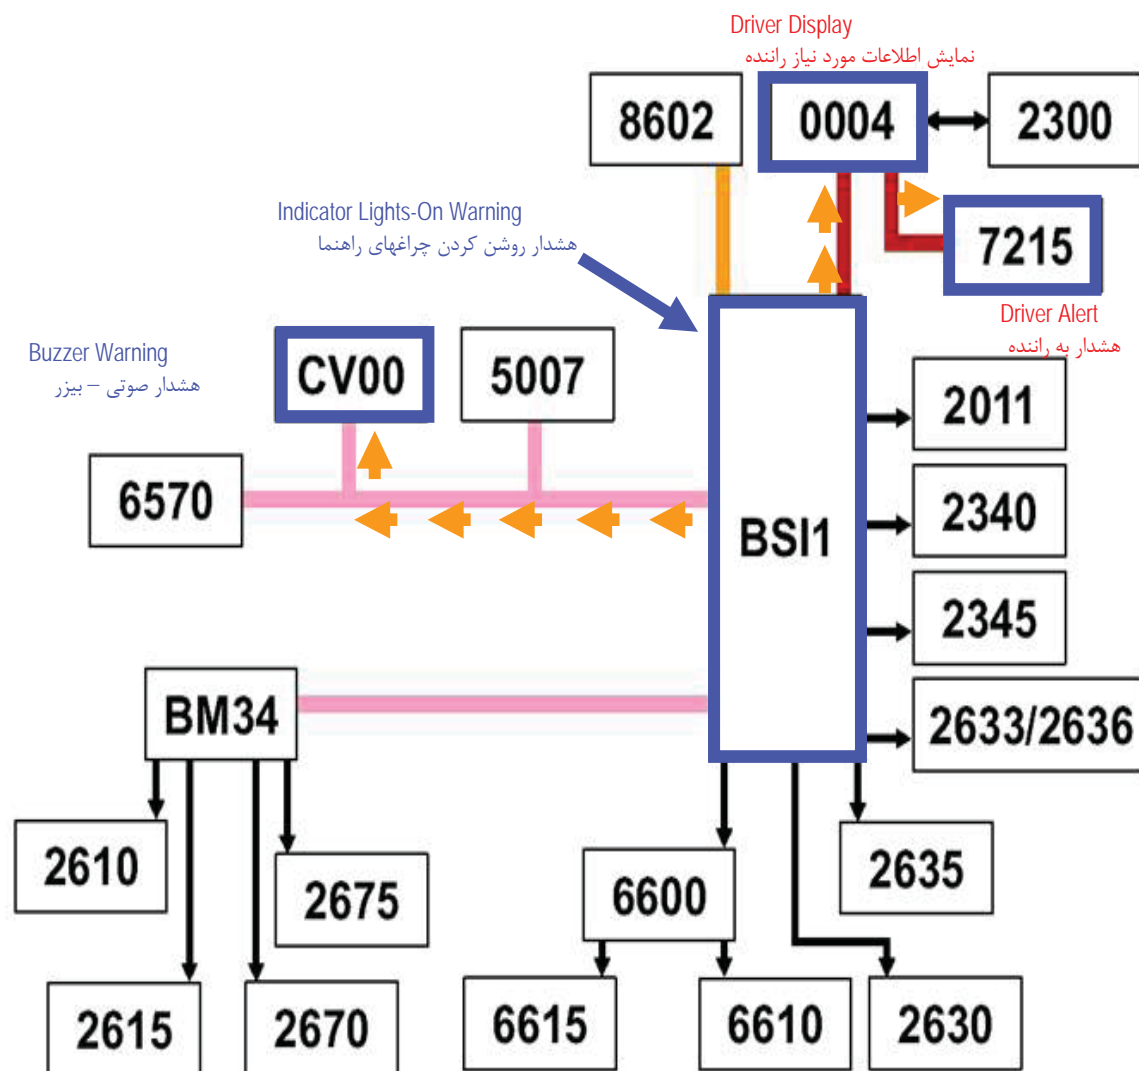 Driver Display
نمایش اطلاعات مورد نیاز راننده
8602
0004
2300
Indicator Lights-On Warning
هشدار روشن کردن چراغهای راهنما
7215
Driver Alert
هشدار به راننده
Buzzer Warning
هشدار صوتی – بیزر
CV00
5007
2011
6570
2340
BSI1
2345
BM34
2633/2636
2610
2675
6600
2635
2615
2670
6615
6610
2630